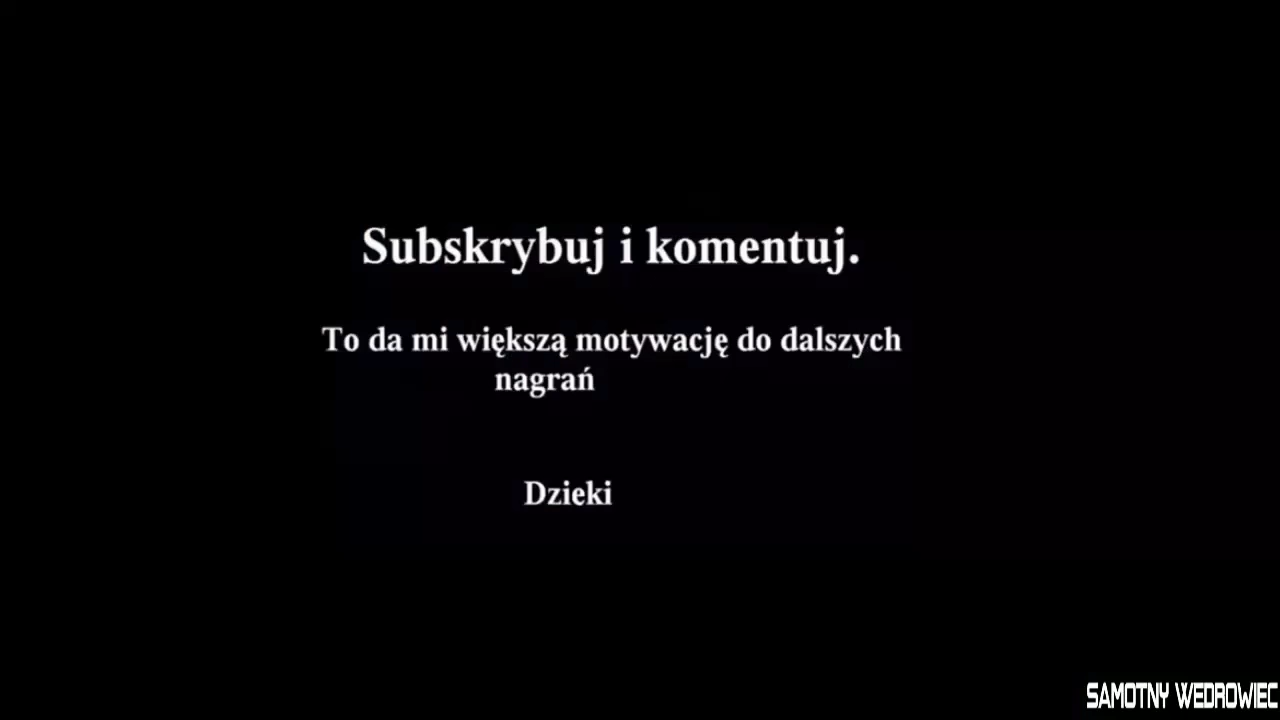 Subskrybuj i komentuj.
To da mi większą motywację do dalszych
nagrań
Dzieki
SAMOTNY WEDROWIEC